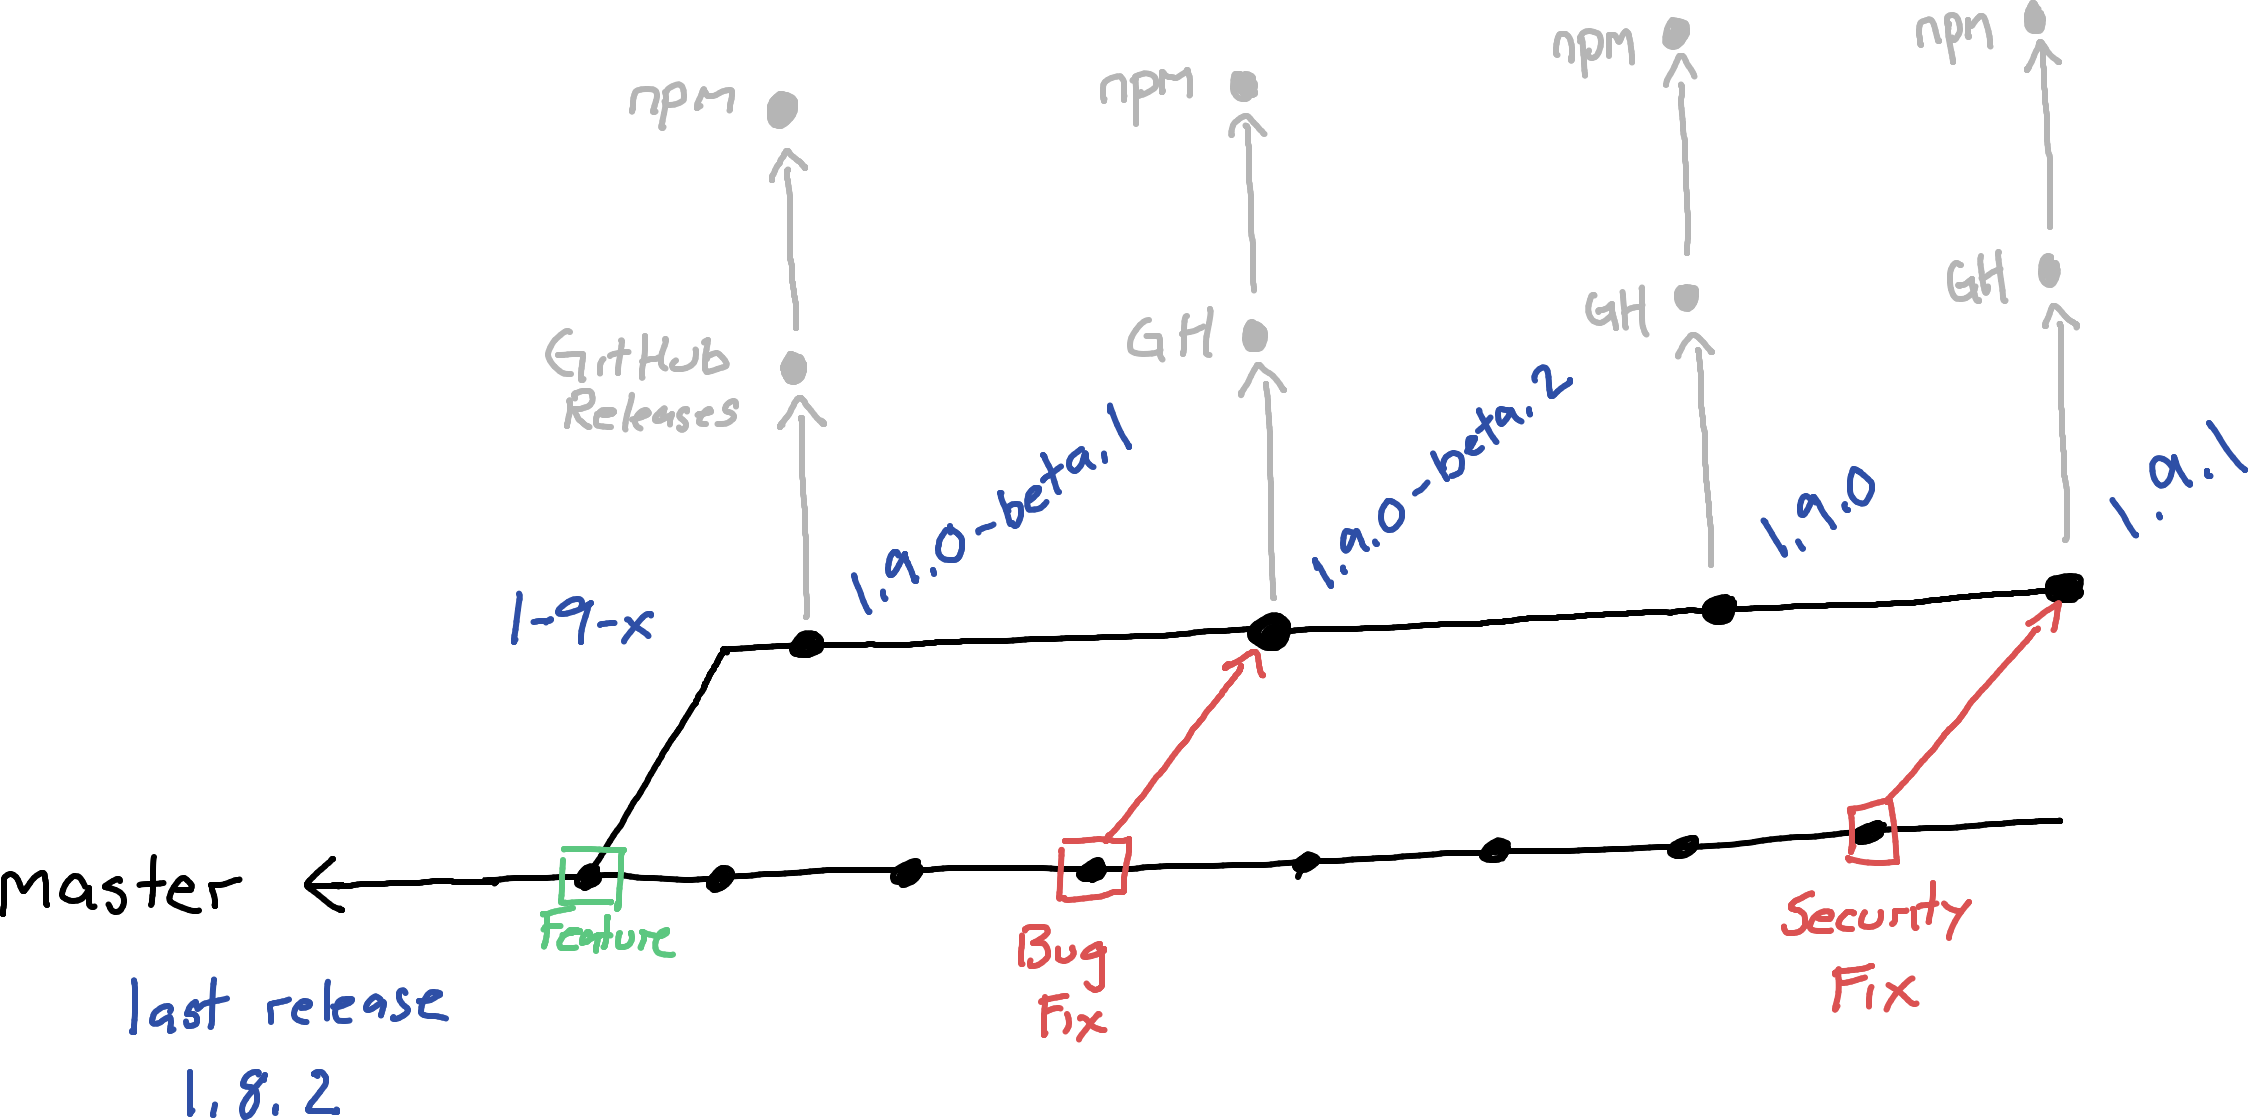 npm
npm
npm
npm
GitHub
Releases
GH
GH
GH
1.9.0-beta.1
1.9.0-beta.2
1.9.0
1.9.1
1-9-x
master
Feature
Bug
Fix
Security
Fix
last release
1.8.2